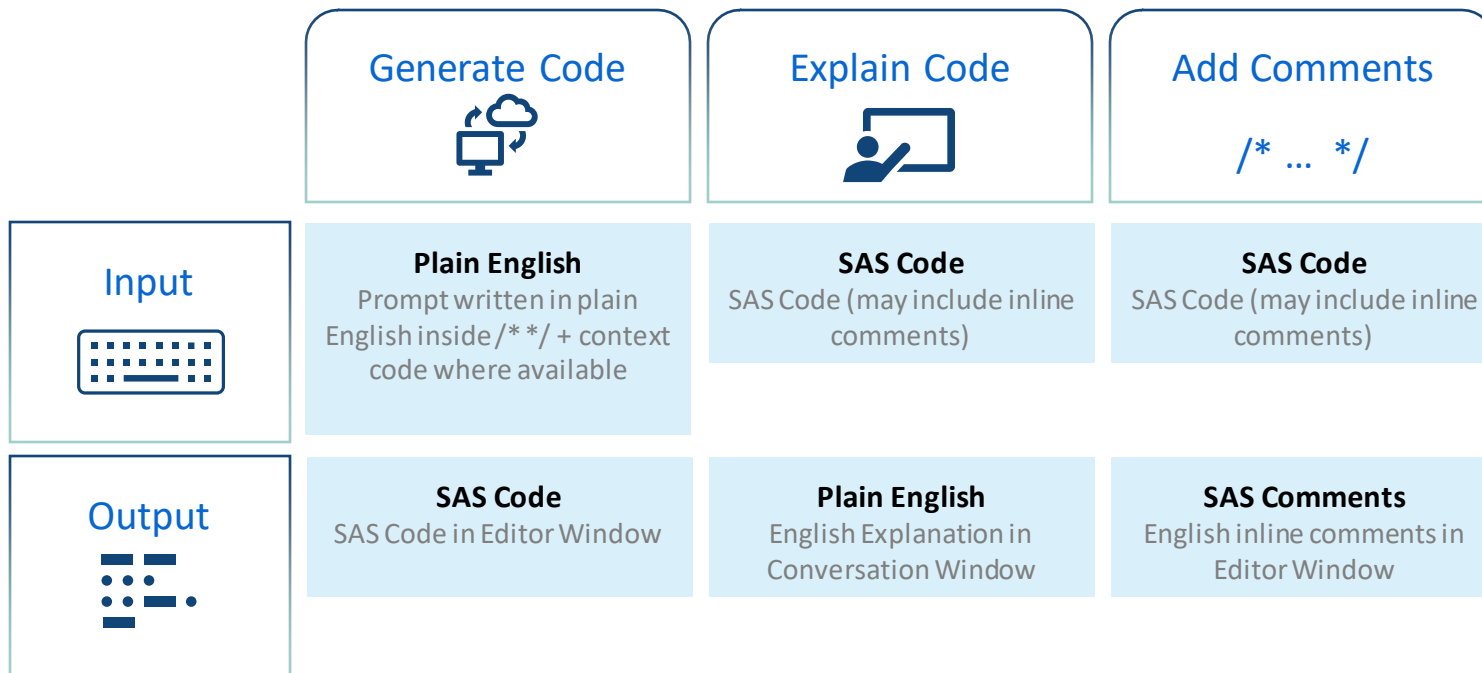 Generate Code
Explain Code
Add Comments
/* ... */
Input
Plain English
Prompt written in plain
English inside /* */ + context
code where available
SAS Code
SAS Code (may include inline
comments)
SAS Code
SAS Code (may include inline
comments)
Output
SAS Code
SAS Code in Editor Window
Plain English
English Explanation in
Conversation Window
SAS Comments
English inline comments in
Editor Window